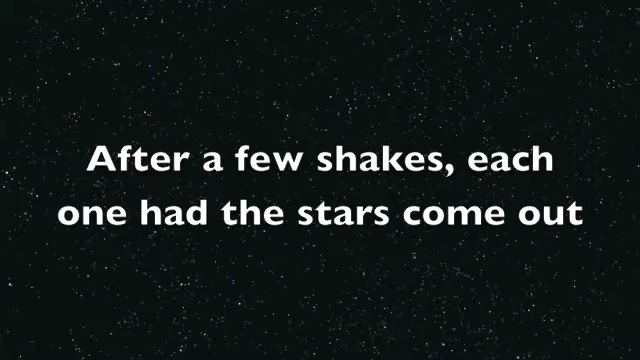 After a few shakes, each
one had the stars come out